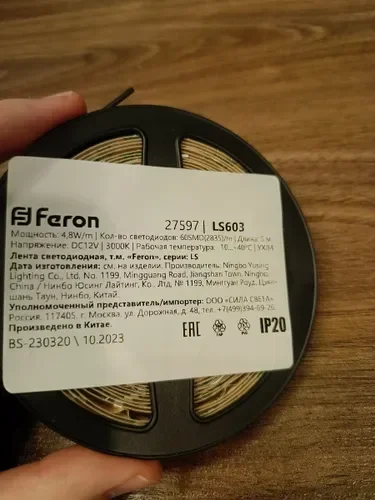 Feron
27597 | LS603
Мощность: 4,8W/m | Кол-во светодиодов: 60SMD(2835)/m | Длина: 5 м
Напряжение: DC12V | 3000K | Рабочая температура: -10...+40°C | УХЛ4
Лента светодиодная, т.м. «Feron», серии: LS
Дата изготовления: см. на изделии. Производитель: Ningbo Yusing
Lighting Co., Ltd, No. 1199, Mingguang Road, Jiangshan Town, Ningbo,
China / Нинбо Юсинг Лайтинг, Ко., Лтд, № 1199, Мингуан Роуд, Цзян-
шань Таун, Нинбо, Китай.
Уполномоченный представитель/импортер: ООО «СИЛА СВЕТА»
Россия, 117405, г. Москва, ул. Дорожная, д. 48, тел. +7(499)394-69-26
Произведено в Китае.
BS-230320 \ 10.2023
EAC
IP20